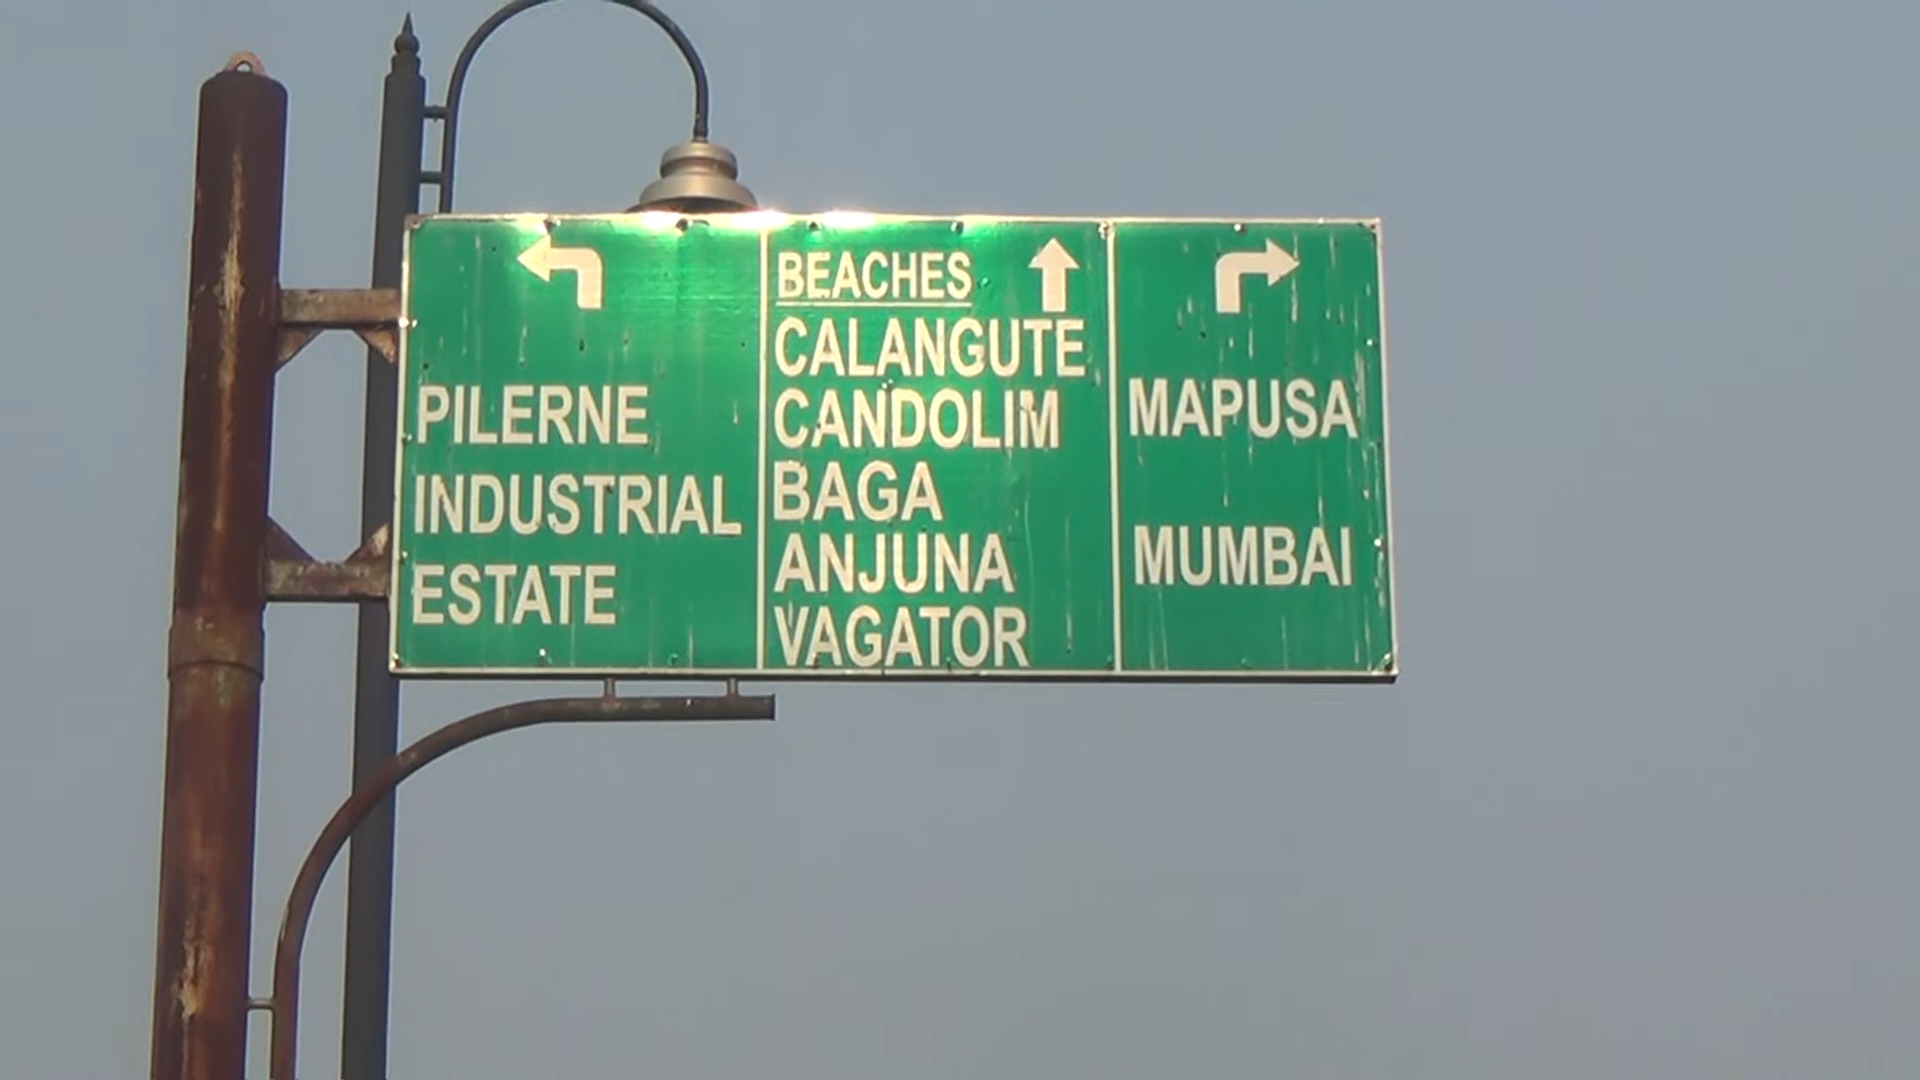 PILERNE
INDUSTRIAL
ESTATE
BEACHES
CALANGUTE
CANDOLIM
BAGA
ANJUNA
VAGATOR
MAPUSA
MUMBAI